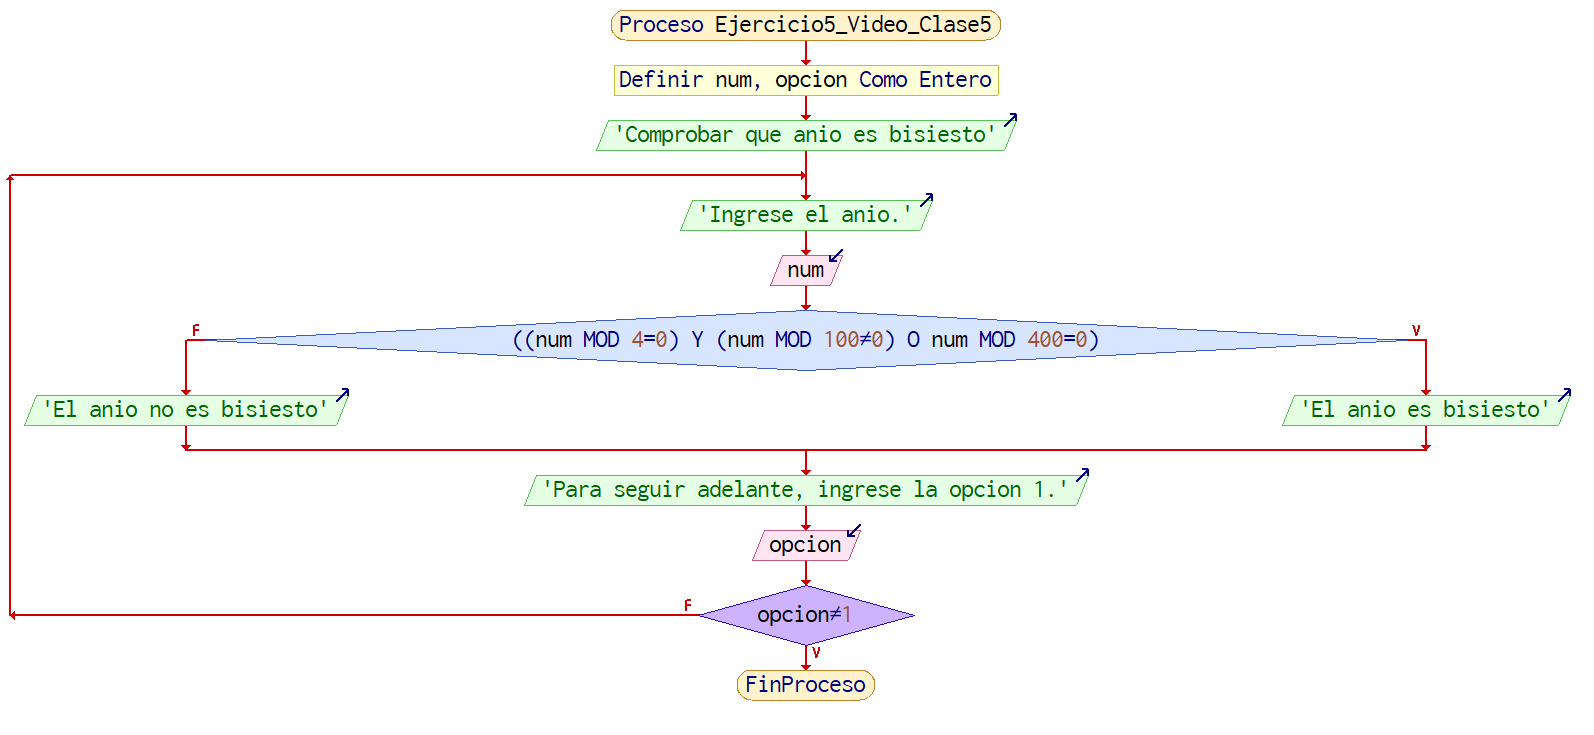 Proceso Ejercicio5_Video_Clase5
Definir num, opcion Como Entero
'Comprobar que anio es bisiesto'
'Ingrese el anio.'
num
F
V
((num MOD 4=0) Y (num MOD 100≠0) O num MOD 400=0)
'El anio no es bisiesto'
'El anio es bisiesto'
'Para seguir adelante, ingrese la opcion 1.'
opcion
F
opcion≠1
V
FinProceso